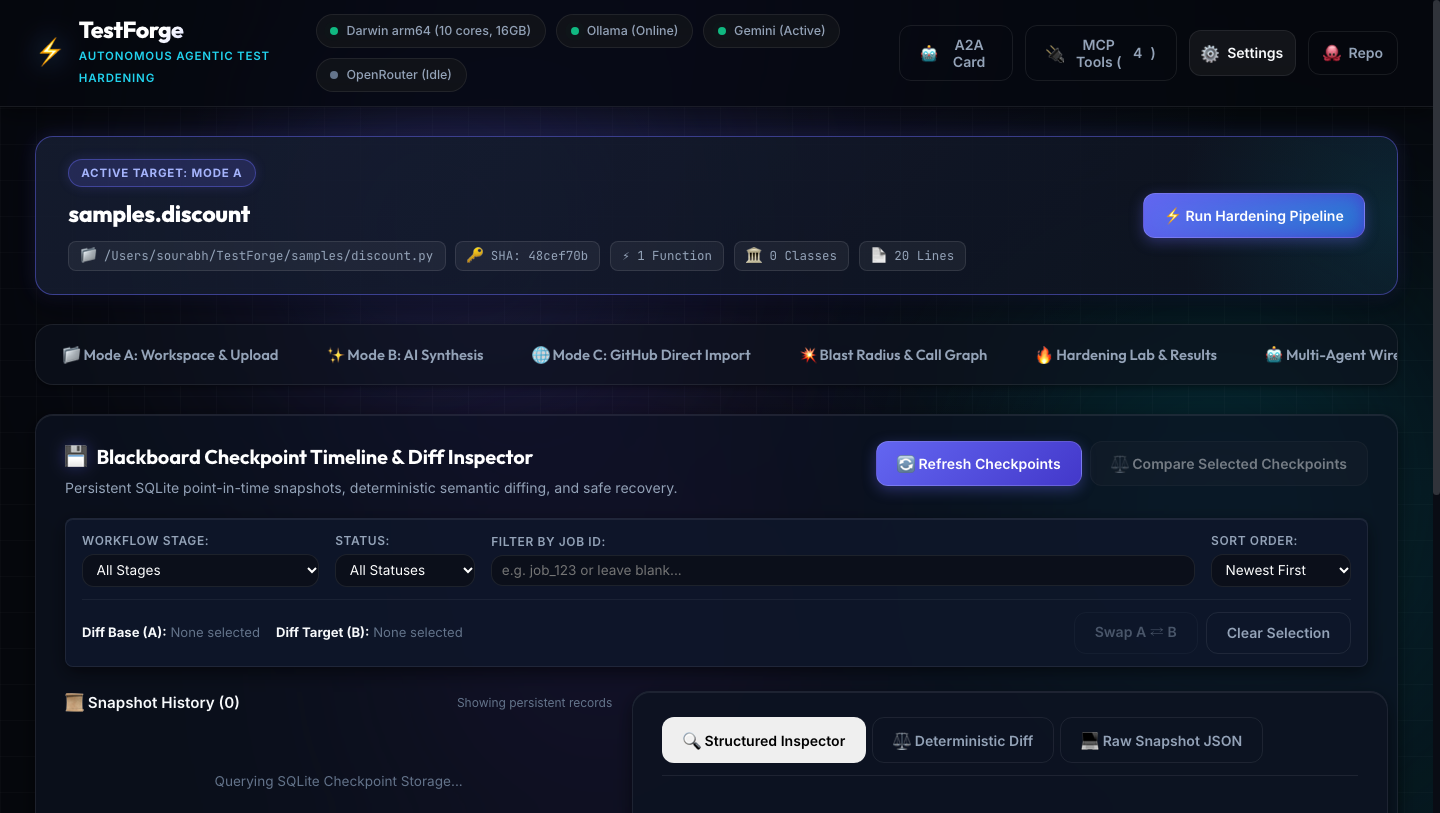 TestForge
AUTONOMOUS AGENTIC TEST
HARDENING
Darwin arm64 (10 cores, 16GB)
Ollama (Online)
Gemini (Active)
OpenRouter (Idle)
A2A
Card
MCP
Tools ( 4 )
Settings
Repo
ACTIVE TARGET: MODE A
samples.discount
/Users/sourabh/TestForge/samples/discount.py
SHA: 48cef70b
⚡ 1 Function
0 Classes
20 Lines
⚡ Run Hardening Pipeline
Mode A: Workspace & Upload
Mode B: AI Synthesis
Mode C: GitHub Direct Import
Blast Radius & Call Graph
Hardening Lab & Results
Multi-Agent Wire
Blackboard Checkpoint Timeline & Diff Inspector
Persistent SQLite point-in-time snapshots, deterministic semantic diffing, and safe recovery.
Refresh Checkpoints
Compare Selected Checkpoints
WORKFLOW STAGE:
STATUS:
FILTER BY JOB ID:
SORT ORDER:
All Stages
All Statuses
e.g. job_123 or leave blank...
Newest First
Diff Base (A): None selected
Diff Target (B): None selected
Swap A ⇄ B
Clear Selection
Snapshot History (0)
Showing persistent records
Querying SQLite Checkpoint Storage...
Structured Inspector
Deterministic Diff
Raw Snapshot JSON